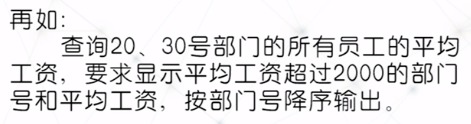 再如:
查询20、30号部门的所有员工的平均
工资，要求显示平均工资超过2000的部门
号和平均工资，按部门号降序输出。